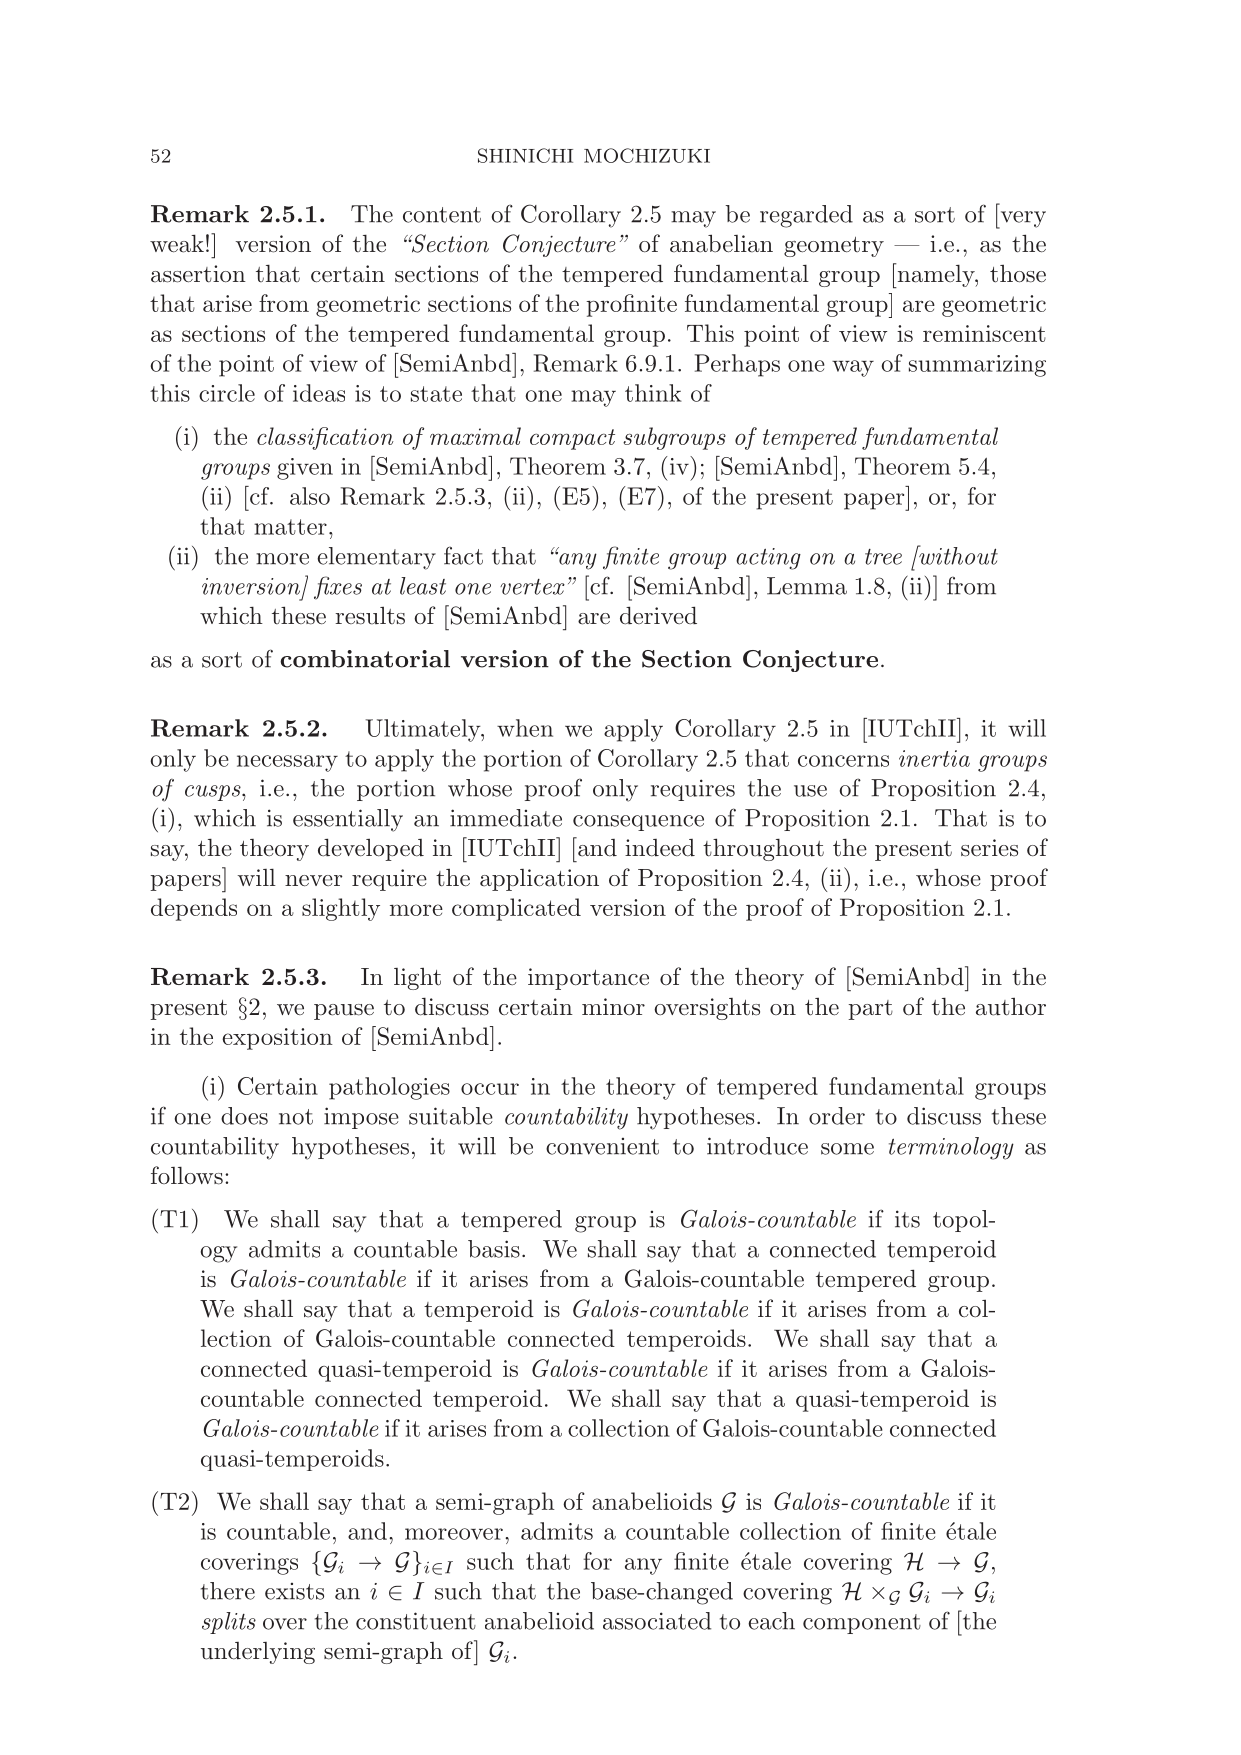 52
SHINICHI MOCHIZUKI
Remark 2.5.1. The content of Corollary 2.5 may be regarded as a sort of [very
weak!] version of the “Section Conjecture” of anabelian geometry — i.e., as the
assertion that certain sections of the tempered fundamental group [namely, those
that arise from geometric sections of the profinite fundamental group] are geometric
as sections of the tempered fundamental group. This point of view is reminiscent
of the point of view of [SemiAnbd], Remark 6.9.1. Perhaps one way of summarizing
this circle of ideas is to state that one may think of
(i) the classification of maximal compact subgroups of tempered fundamental
groups given in [SemiAnbd], Theorem 3.7, (iv); [SemiAnbd], Theorem 5.4,
(ii) [cf. also Remark 2.5.3, (ii), (E5), (E7), of the present paper], or, for
that matter,
(ii) the more elementary fact that “any finite group acting on a tree [without
inversion] fixes at least one vertex” [cf. [SemiAnbd], Lemma 1.8, (ii)] from
which these results of [SemiAnbd] are derived
as a sort of combinatorial version of the Section Conjecture.
Remark 2.5.2. Ultimately, when we apply Corollary 2.5 in [IUTchII], it will
only be necessary to apply the portion of Corollary 2.5 that concerns inertia groups
of cusps, i.e., the portion whose proof only requires the use of Proposition 2.4,
(i), which is essentially an immediate consequence of Proposition 2.1. That is to
say, the theory developed in [IUTchII] [and indeed throughout the present series of
papers] will never require the application of Proposition 2.4, (ii), i.e., whose proof
depends on a slightly more complicated version of the proof of Proposition 2.1.
Remark 2.5.3. In light of the importance of the theory of [SemiAnbd] in the
present §2, we pause to discuss certain minor oversights on the part of the author
in the exposition of [SemiAnbd].
(i) Certain pathologies occur in the theory of tempered fundamental groups
if one does not impose suitable countability hypotheses. In order to discuss these
countability hypotheses, it will be convenient to introduce some terminology as
follows:
(T1) We shall say that a tempered group is Galois-countable if its topol-
ogy admits a countable basis. We shall say that a connected temperoid
is Galois-countable if it arises from a Galois-countable tempered group.
We shall say that a temperoid is Galois-countable if it arises from a col-
lection of Galois-countable connected temperoids. We shall say that a
connected quasi-temperoid is Galois-countable if it arises from a Galois-
countable connected temperoid. We shall say that a quasi-temperoid is
Galois-countable if it arises from a collection of Galois-countable connected
quasi-temperoids.
(T2) We shall say that a semi-graph of anabelioids 𝒢 is Galois-countable if it
is countable, and, moreover, admits a countable collection of finite étale
coverings {𝒢ᵢ → 𝒢}ᵢ∈I such that for any finite étale covering ℋ → 𝒢,
there exists an i ∈ I such that the base-changed covering ℋ ×𝒢 𝒢ᵢ → 𝒢ᵢ
splits over the constituent anabelioid associated to each component of [the
underlying semi-graph of] 𝒢ᵢ.